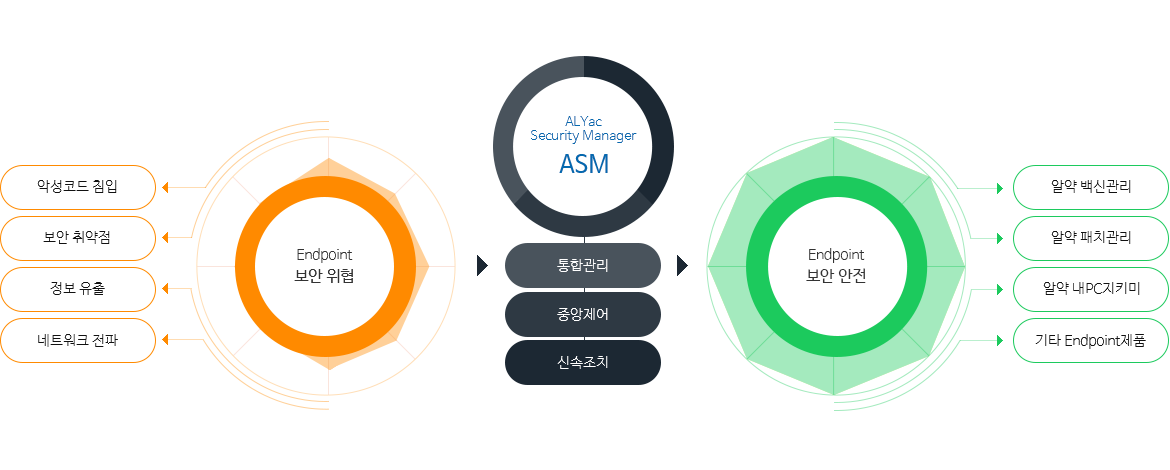 악성코드 침입
보안 취약점
정보 유출
네트워크 전파
Endpoint
보안 위협
ALYac
Security Manager
ASM
통합관리
중앙제어
신속조치
Endpoint
보안 안전
알약 백신관리
알약 패치관리
알약 내PC지키미
기타 Endpoint제품